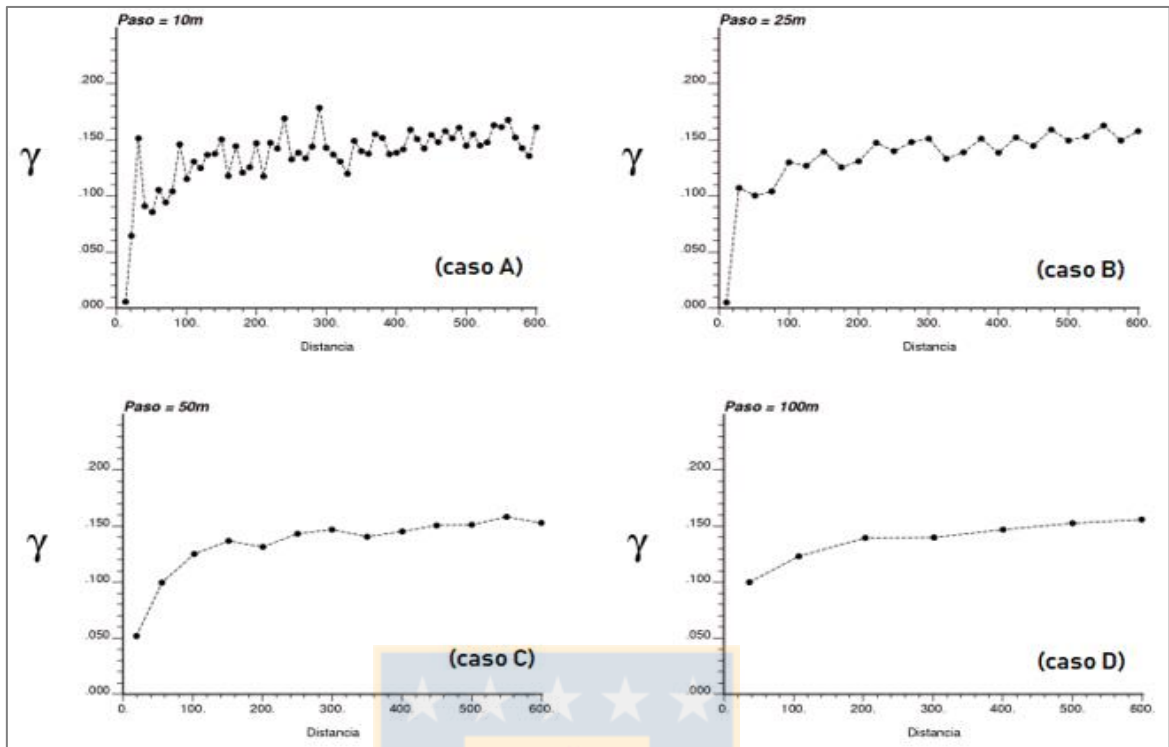 Paso = 10m
γ
.200
.150
.100
.050
.000
0. 100. 200. 300. 400. 500. 600.
Distancia
(caso A)
Paso = 25m
γ
.200
.150
.100
.050
.000
0. 100. 200. 300. 400. 500. 600.
Distancia
(caso B)
Paso = 50m
γ
.200
.150
.100
.050
.000
0. 100. 200. 300. 400. 500. 600.
Distancia
(caso C)
Paso = 100m
γ
.200
.150
.100
.050
.000
0. 100. 200. 300. 400. 500. 600.
Distancia
(caso D)